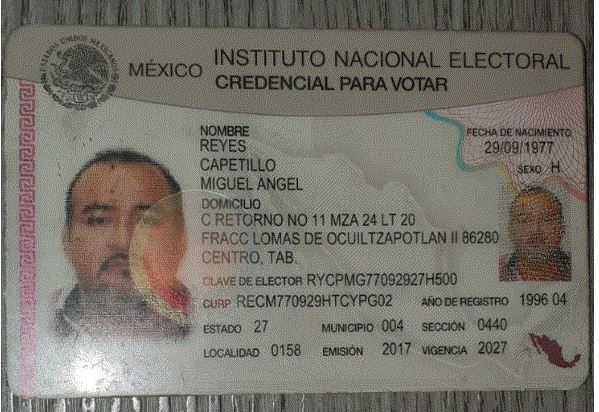 ESTADOS UNIDOS MEXICANOS
MÉXICO INSTITUTO NACIONAL ELECTORAL
CREDENCIAL PARA VOTAR
NOMBRE
REYES
CAPETILLO
MIGUEL ANGEL
FECHA DE NACIMIENTO
29/09/1977
SEXO H
DOMICILIO
C RETORNO NO 11 MZA 24 LT 20
FRACC LOMAS DE OCUILTZAPOTLAN II 86280
CENTRO, TAB.
CLAVE DE ELECTOR RYCPMG77092927H500
CURP RECM770929HTCYPG02 AÑO DE REGISTRO 1996 04
ESTADO 27 MUNICIPIO 004 SECCIÓN 0440
LOCALIDAD 0158 EMISIÓN 2017 VIGENCIA 2027